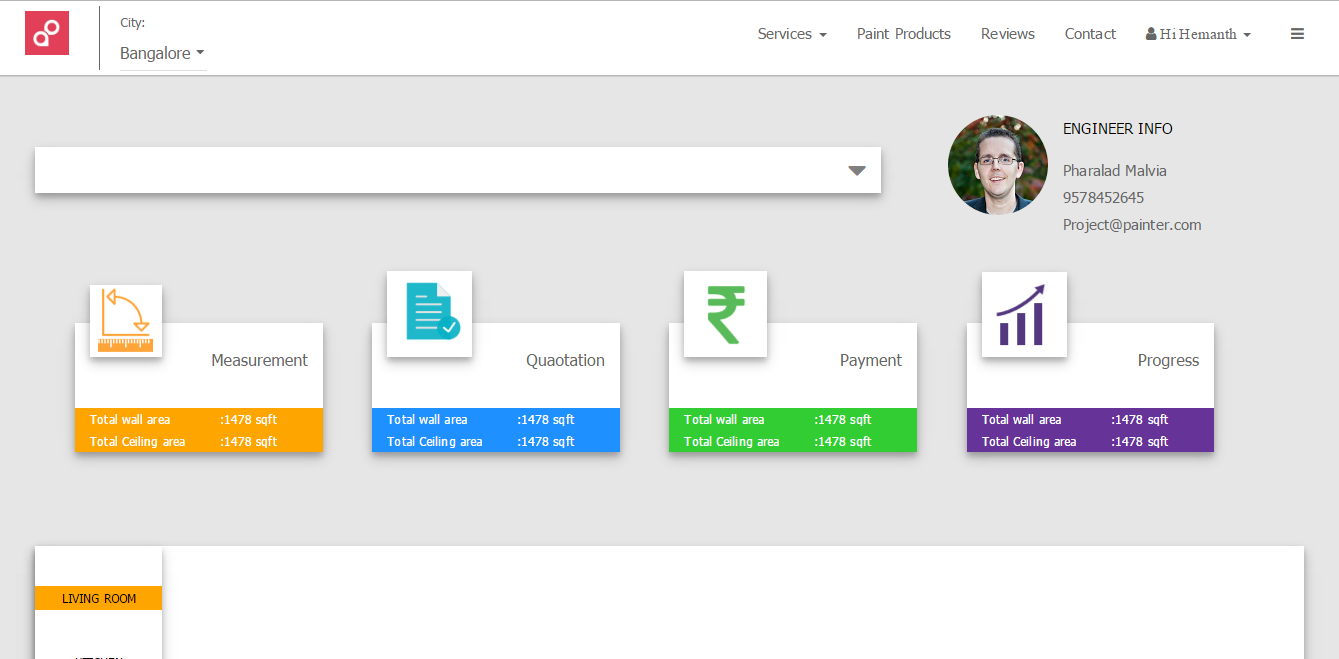 City:
Bangalore
Services
Paint Products
Reviews
Contact
Hi Hemanth
ENGINEER INFO
Pharalad Malvia
9578452645
Project@painter.com
Measurement
Total wall area :1478 sqft
Total Ceiling area :1478 sqft
Quaotation
Total wall area :1478 sqft
Total Ceiling area :1478 sqft
Payment
Total wall area :1478 sqft
Total Ceiling area :1478 sqft
Progress
Total wall area :1478 sqft
Total Ceiling area :1478 sqft
LIVING ROOM